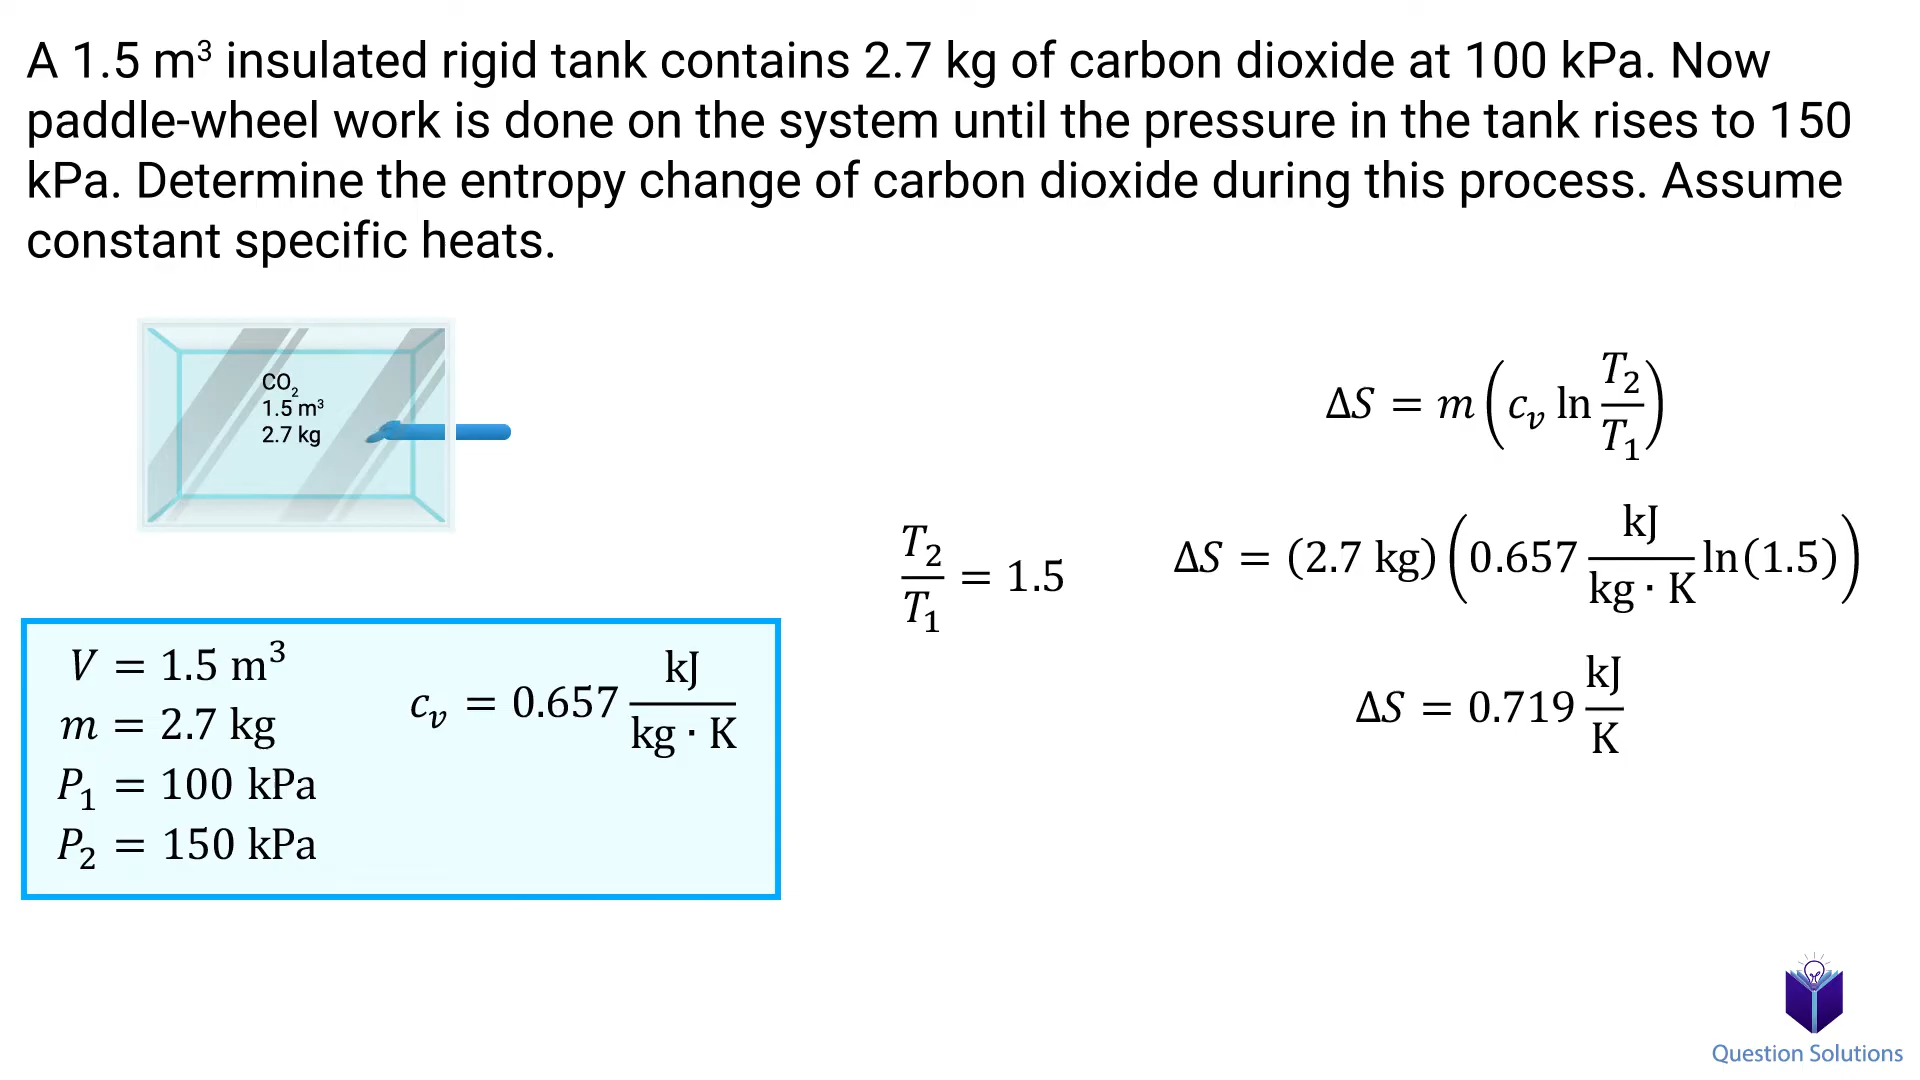 A 1.5 m³ insulated rigid tank contains 2.7 kg of carbon dioxide at 100 kPa. Now
paddle-wheel work is done on the system until the pressure in the tank rises to 150
kPa. Determine the entropy change of carbon dioxide during this process. Assume
constant specific heats.
CO₂
1.5 m³
2.7 kg
V = 1.5 m³
m = 2.7 kg
P₁ = 100 kPa
P₂ = 150 kPa
c_v = 0.657 kJ/(kg · K)
T₂/T₁ = 1.5
ΔS = m(c_v ln T₂/T₁)
ΔS = (2.7 kg)(0.657 kJ/(kg · K) ln(1.5))
ΔS = 0.719 kJ/K
Question Solutions